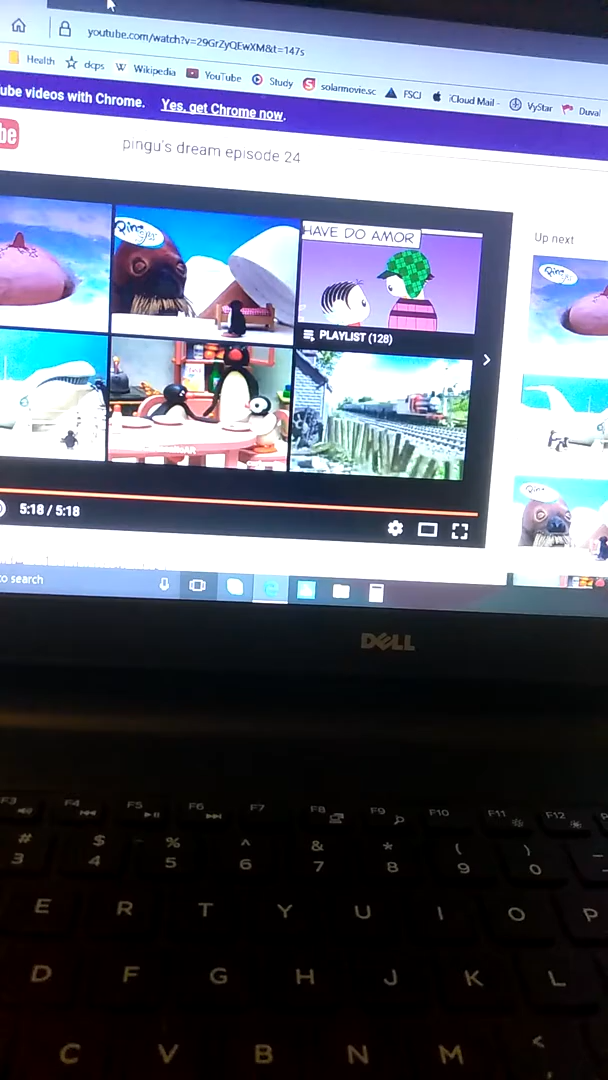 youtube.com/watch?v=29GrZyQEwXM&t=147s
Health dcps W Wikipedia YouTube Study S solarmovie.sc FSCJ iCloud Mail - VyStar Duval
ube videos with Chrome. Yes, get Chrome now.
be
pingu's dream episode 24
Up next
Pingu
HAVE DO AMOR
PLAYLIST (128)
5:18 / 5:18
to search
DELL
F3 F4 F5 F6 F7 F8 F9 F10 F11 F12
# $ % ^ & * ( )
3 4 5 6 7 8 9 0
E R T Y U I O P
D F G H J K L
C V B N M <
,